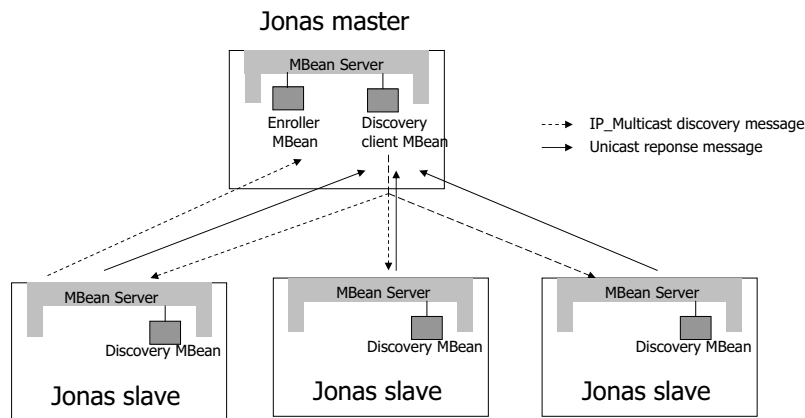 Jonas master
MBean Server
Enroller
MBean
Discovery
client MBean
IP_Multicast discovery message
Unicast reponse message
MBean Server
Discovery MBean
Jonas slave
MBean Server
Discovery MBean
Jonas slave
MBean Server
Discovery MBean
Jonas slave